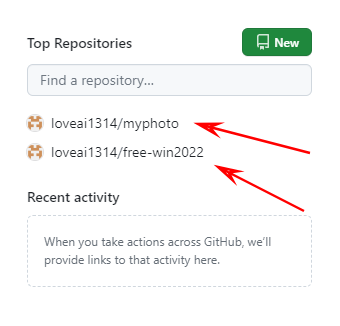 Top Repositories
New
Find a repository…
loveai1314/myphoto
loveai1314/free-win2022
Recent activity
When you take actions across GitHub, we’ll
provide links to that activity here.